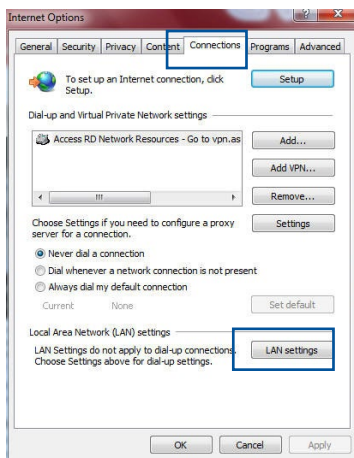 Internet Options
General Security Privacy Content Connections Programs Advanced
To set up an Internet connection, click Setup.
Setup
Dial-up and Virtual Private Network settings
Access RD Network Resources - Go to vpn.as
Add...
Add VPN...
Remove...
Choose Settings if you need to configure a proxy
server for a connection.
Settings
Never dial a connection
Dial whenever a network connection is not present
Always dial my default connection
Current None
Set default
Local Area Network (LAN) settings
LAN Settings do not apply to dial-up connections.
Choose Settings above for dial-up settings.
LAN settings
OK Cancel Apply